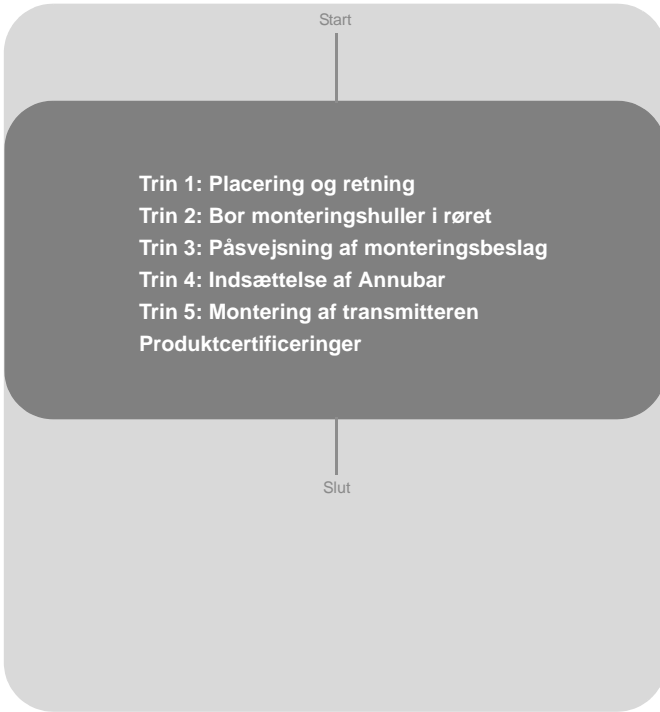 Start
Trin 1: Placering og retning
Trin 2: Bor monteringshuller i røret
Trin 3: Påsvejsning af monteringsbeslag
Trin 4: Indsættelse af Annubar
Trin 5: Montering af transmitteren
Produktcertificeringer
Slut